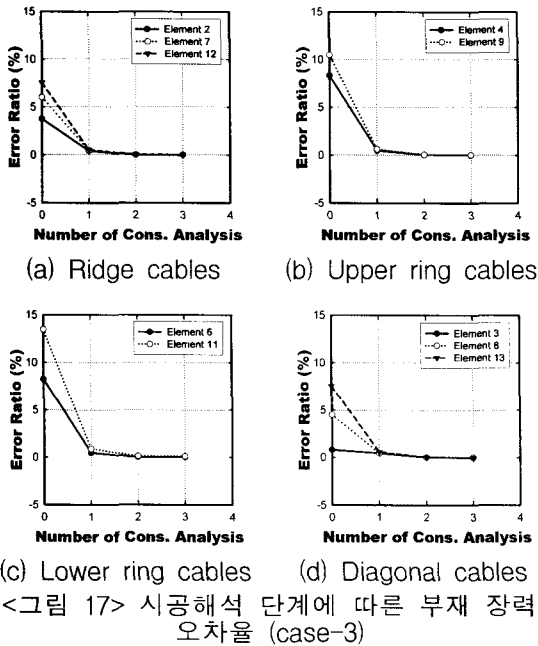 15
10
5
0
-5
Error Ratio (%)
Element 2
Element 7
Element 12
0 1 2 3 4
Number of Cons. Analysis
(a) Ridge cables
15
10
5
0
-5
Error Ratio (%)
Element 4
Element 9
0 1 2 3 4
Number of Cons. Analysis
(b) Upper ring cables
15
10
5
0
-5
Error Ratio (%)
Element 6
Element 11
0 1 2 3 4
Number of Cons. Analysis
(c) Lower ring cables
15
10
5
0
-5
Error Ratio (%)
Element 3
Element 8
Element 13
0 1 2 3 4
Number of Cons. Analysis
(d) Diagonal cables
<그림 17> 시공해석 단계에 따른 부재 장력
오차율 (case-3)